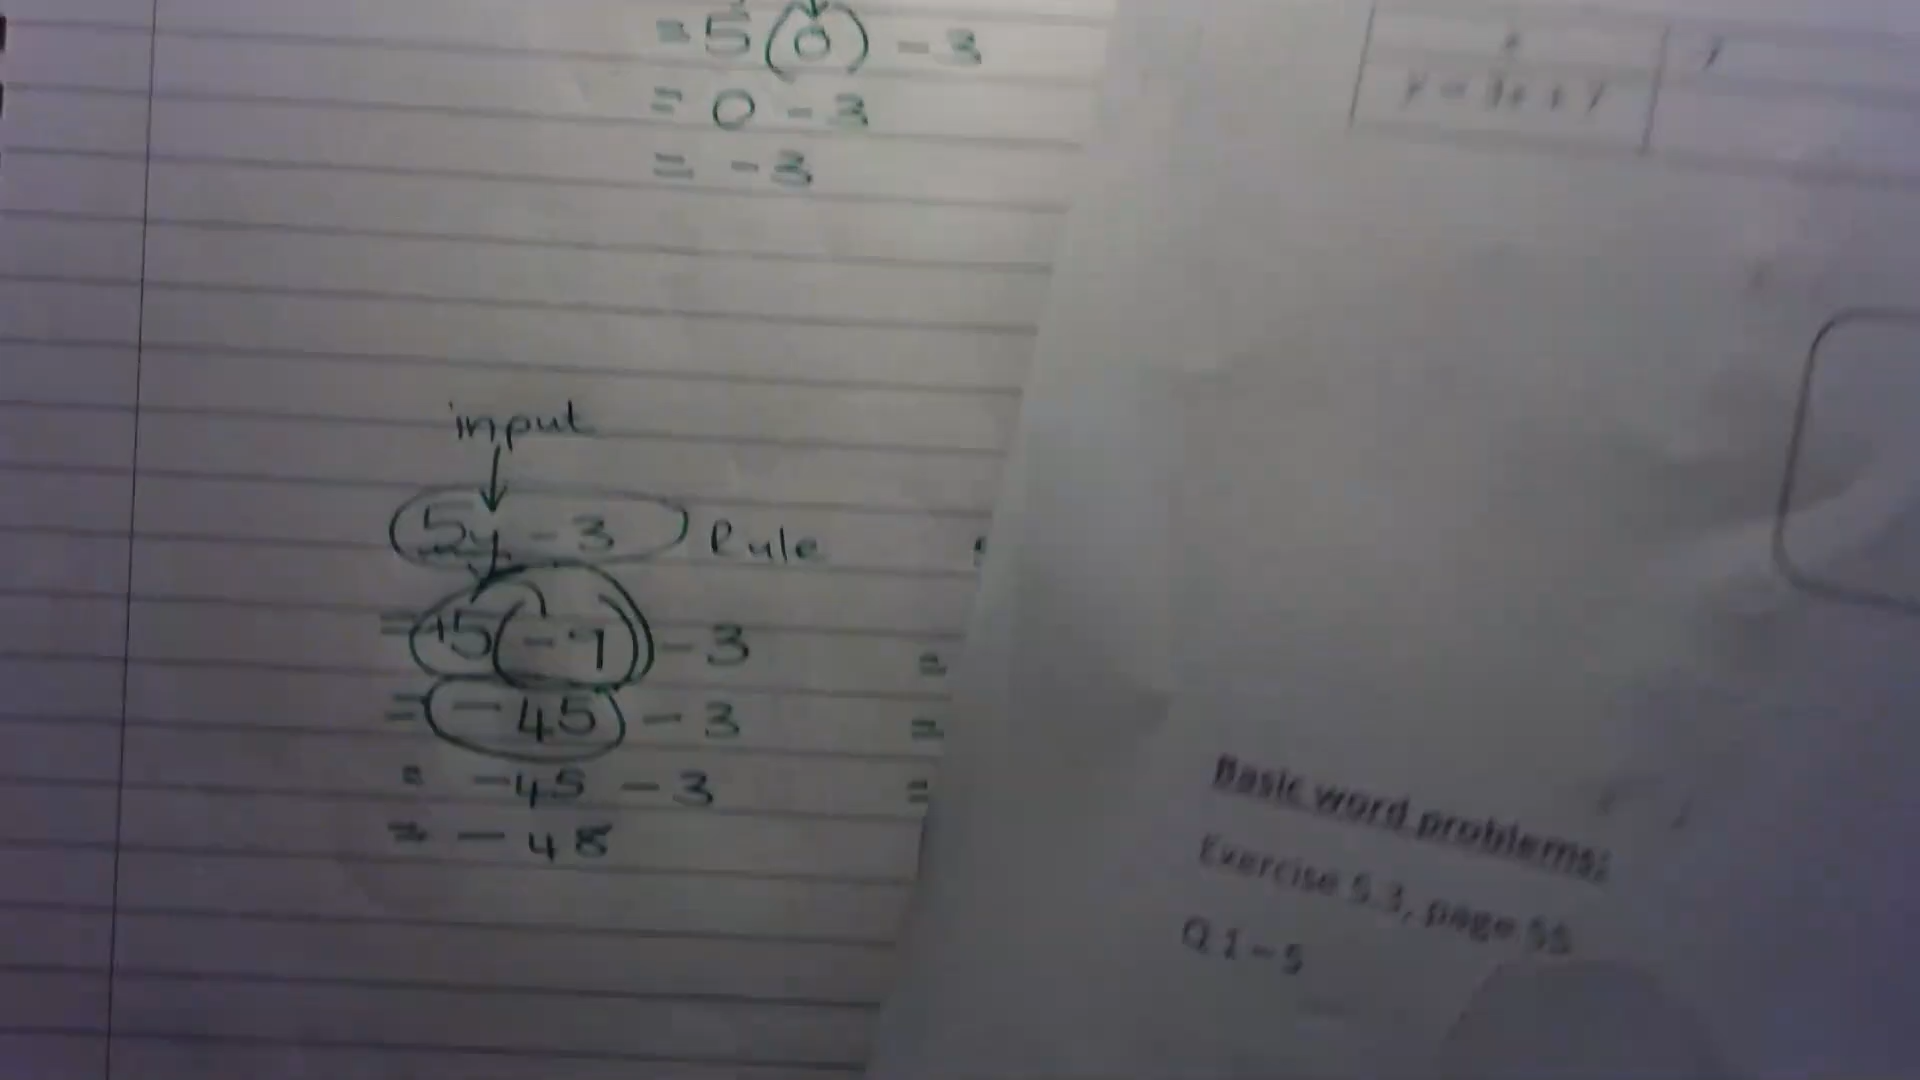 = 5(0) - 3
= 0 - 3
= -3
input
5y - 3 Rule
= +5(-9) - 3
= -45 - 3
= -45 - 3
= -48
=
=
=
Basic word problems:
Exercise 5.3, page 55
Q 1 - 5